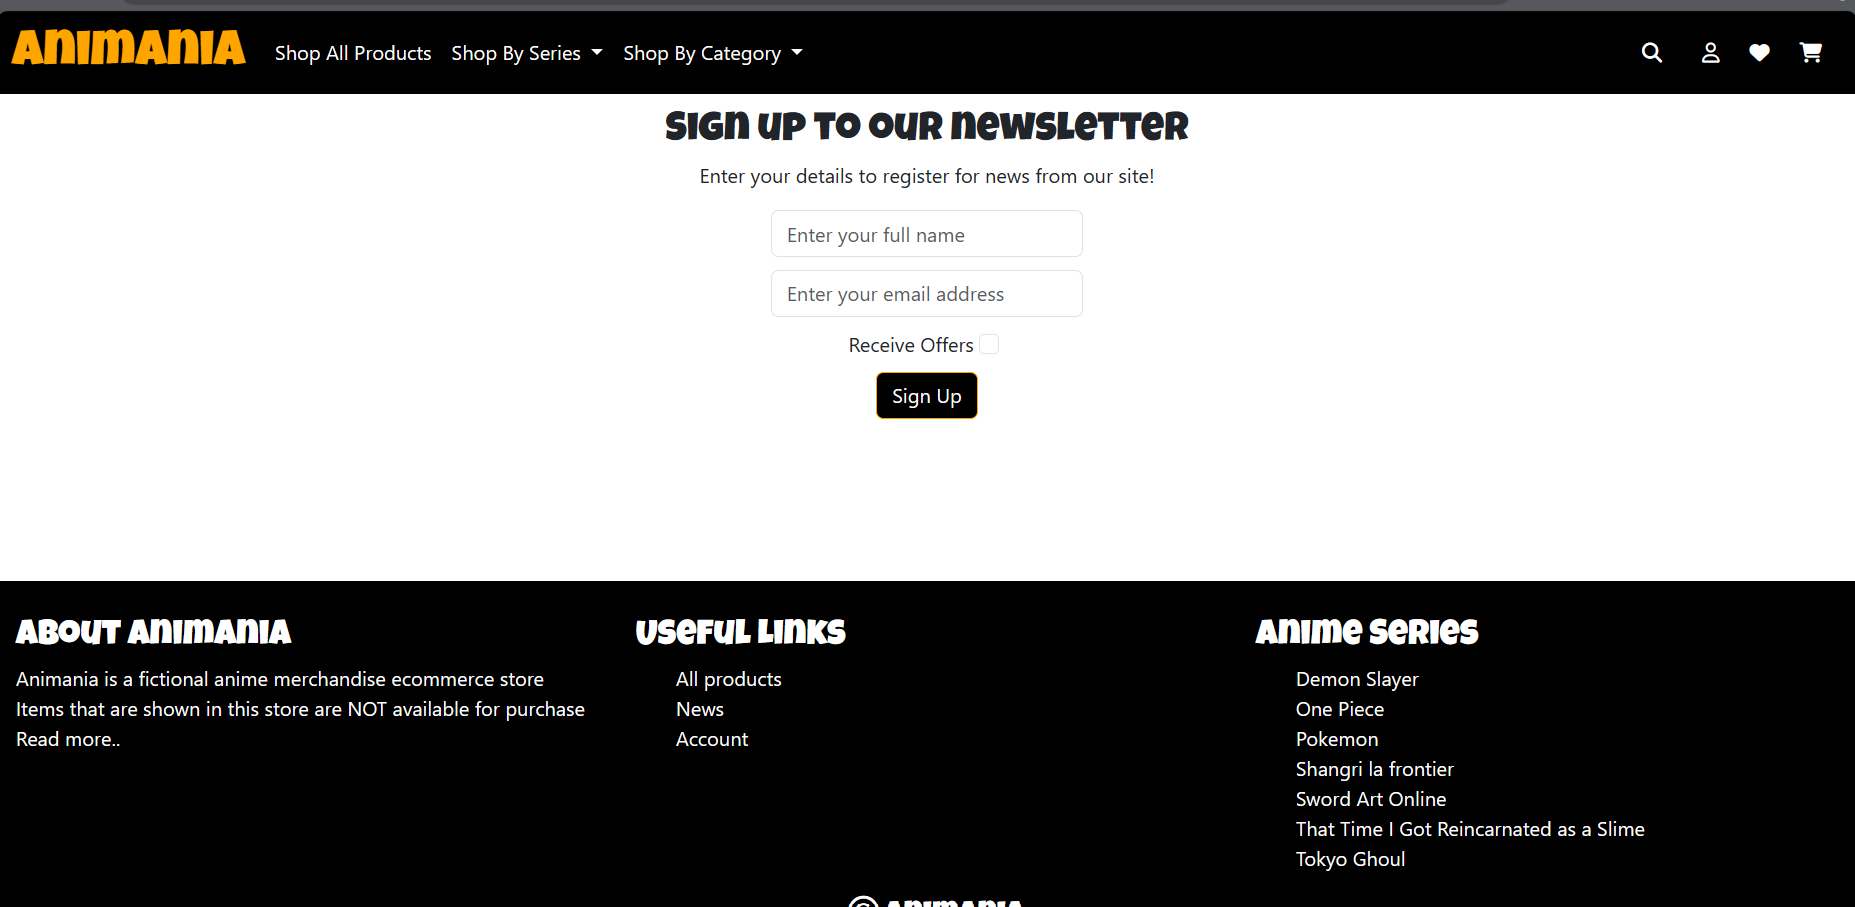 ANIMANIA
Shop All Products Shop By Series Shop By Category
Sign up to our newsletter
Enter your details to register for news from our site!
Enter your full name
Enter your email address
Receive Offers
Sign Up
About Animania
Animania is a fictional anime merchandise ecommerce store
Items that are shown in this store are NOT available for purchase
Read more..
Useful Links
All products
News
Account
Anime Series
Demon Slayer
One Piece
Pokemon
Shangri la frontier
Sword Art Online
That Time I Got Reincarnated as a Slime
Tokyo Ghoul
© Animania